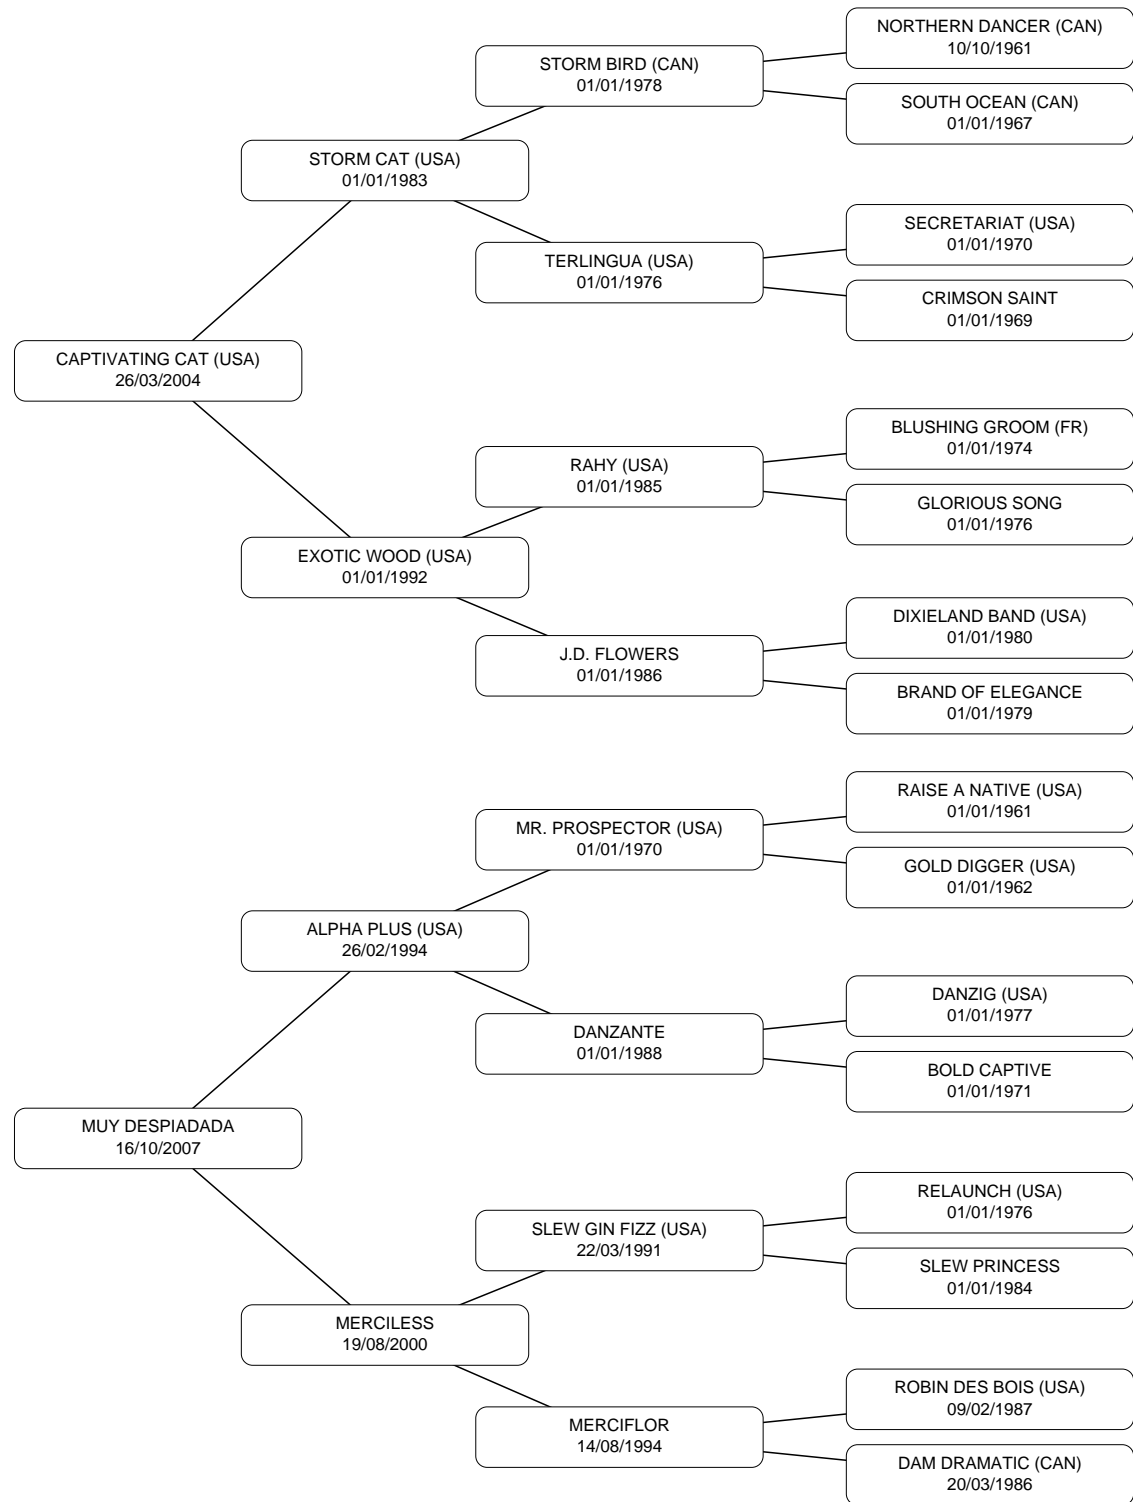 NORTHERN DANCER (CAN)
10/10/1961
STORM BIRD (CAN)
01/01/1978
SOUTH OCEAN (CAN)
01/01/1967
STORM CAT (USA)
01/01/1983
SECRETARIAT (USA)
01/01/1970
TERLINGUA (USA)
01/01/1976
CRIMSON SAINT
01/01/1969
CAPTIVATING CAT (USA)
26/03/2004
BLUSHING GROOM (FR)
01/01/1974
RAHY (USA)
01/01/1985
GLORIOUS SONG
01/01/1976
EXOTIC WOOD (USA)
01/01/1992
DIXIELAND BAND (USA)
01/01/1980
J.D. FLOWERS
01/01/1986
BRAND OF ELEGANCE
01/01/1979
RAISE A NATIVE (USA)
01/01/1961
MR. PROSPECTOR (USA)
01/01/1970
GOLD DIGGER (USA)
01/01/1962
ALPHA PLUS (USA)
26/02/1994
DANZIG (USA)
01/01/1977
DANZANTE
01/01/1988
BOLD CAPTIVE
01/01/1971
MUY DESPIADADA
16/10/2007
RELAUNCH (USA)
01/01/1976
SLEW GIN FIZZ (USA)
22/03/1991
SLEW PRINCESS
01/01/1984
MERCILESS
19/08/2000
ROBIN DES BOIS (USA)
09/02/1987
MERCIFLOR
14/08/1994
DAM DRAMATIC (CAN)
20/03/1986